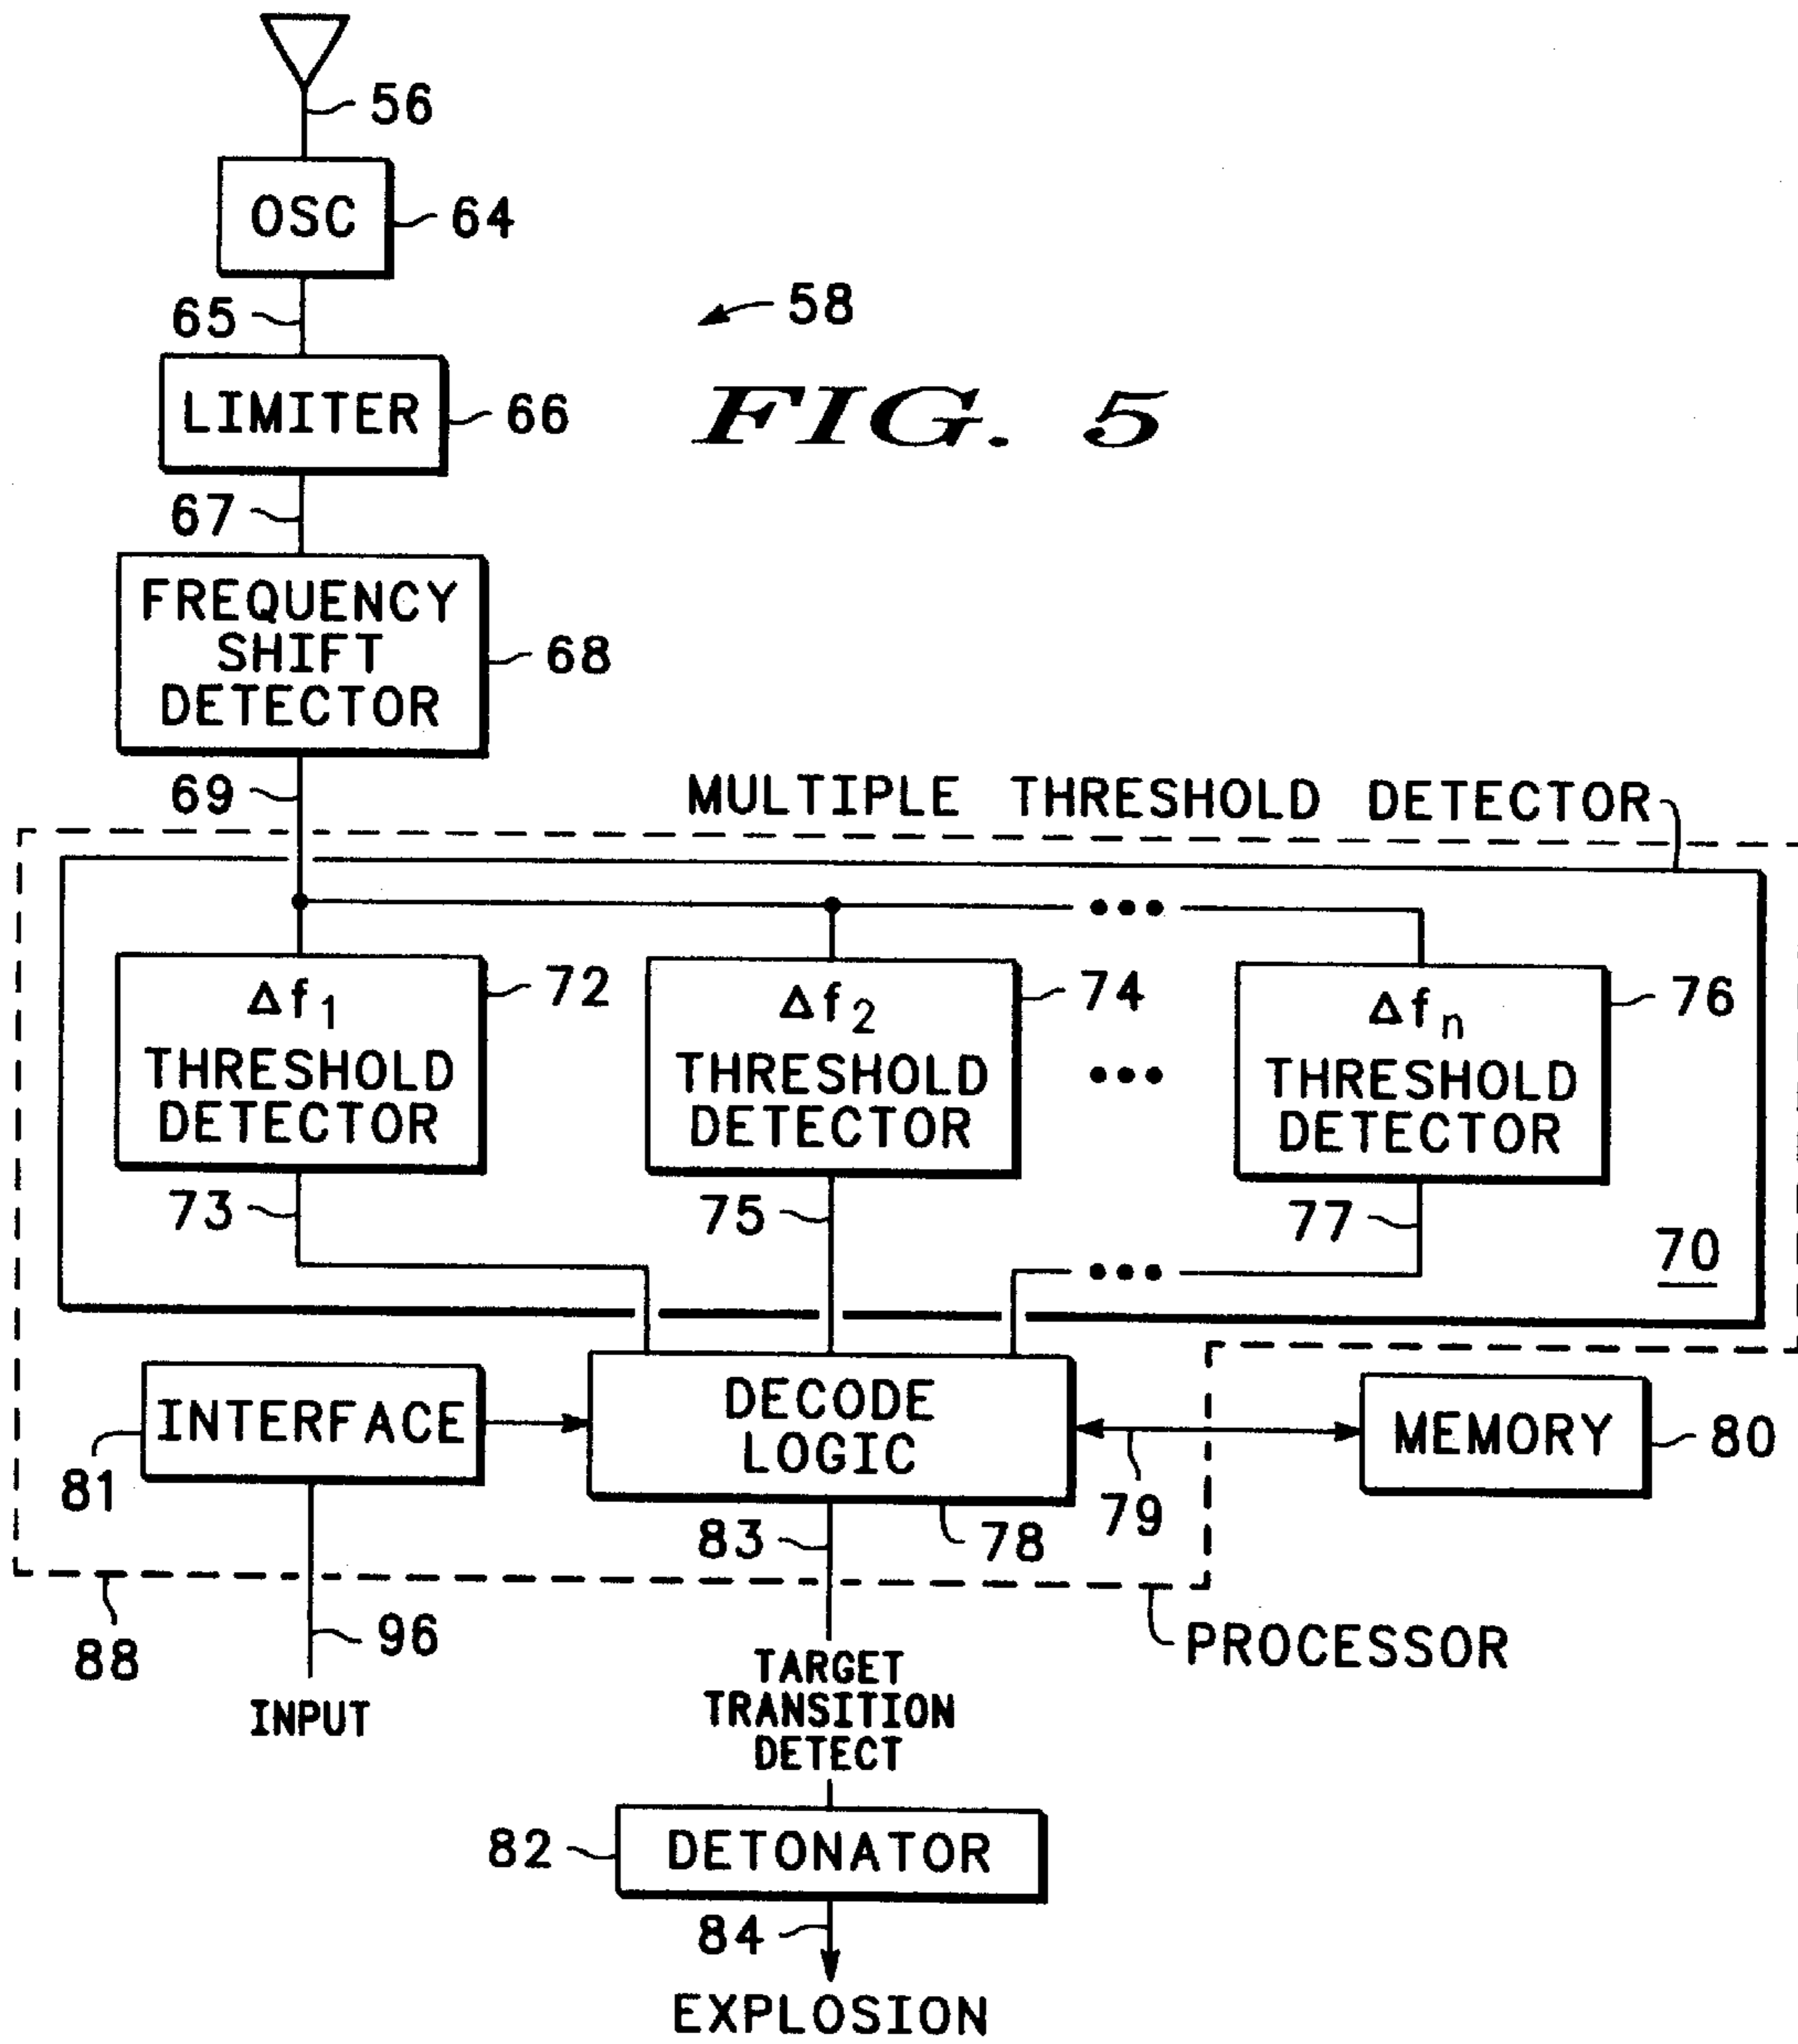 56
OSC
64
65
58
LIMITER
66
FIG. 5
67
FREQUENCY
SHIFT
DETECTOR
68
69
MULTIPLE THRESHOLD DETECTOR
Δf1
THRESHOLD
DETECTOR
72
Δf2
THRESHOLD
DETECTOR
74
•••
•••
Δfn
THRESHOLD
DETECTOR
76
73
75
77
•••
70
INTERFACE
81
DECODE
LOGIC
78
79
MEMORY
80
83
88
96
INPUT
PROCESSOR
TARGET
TRANSITION
DETECT
82
DETONATOR
84
EXPLOSION